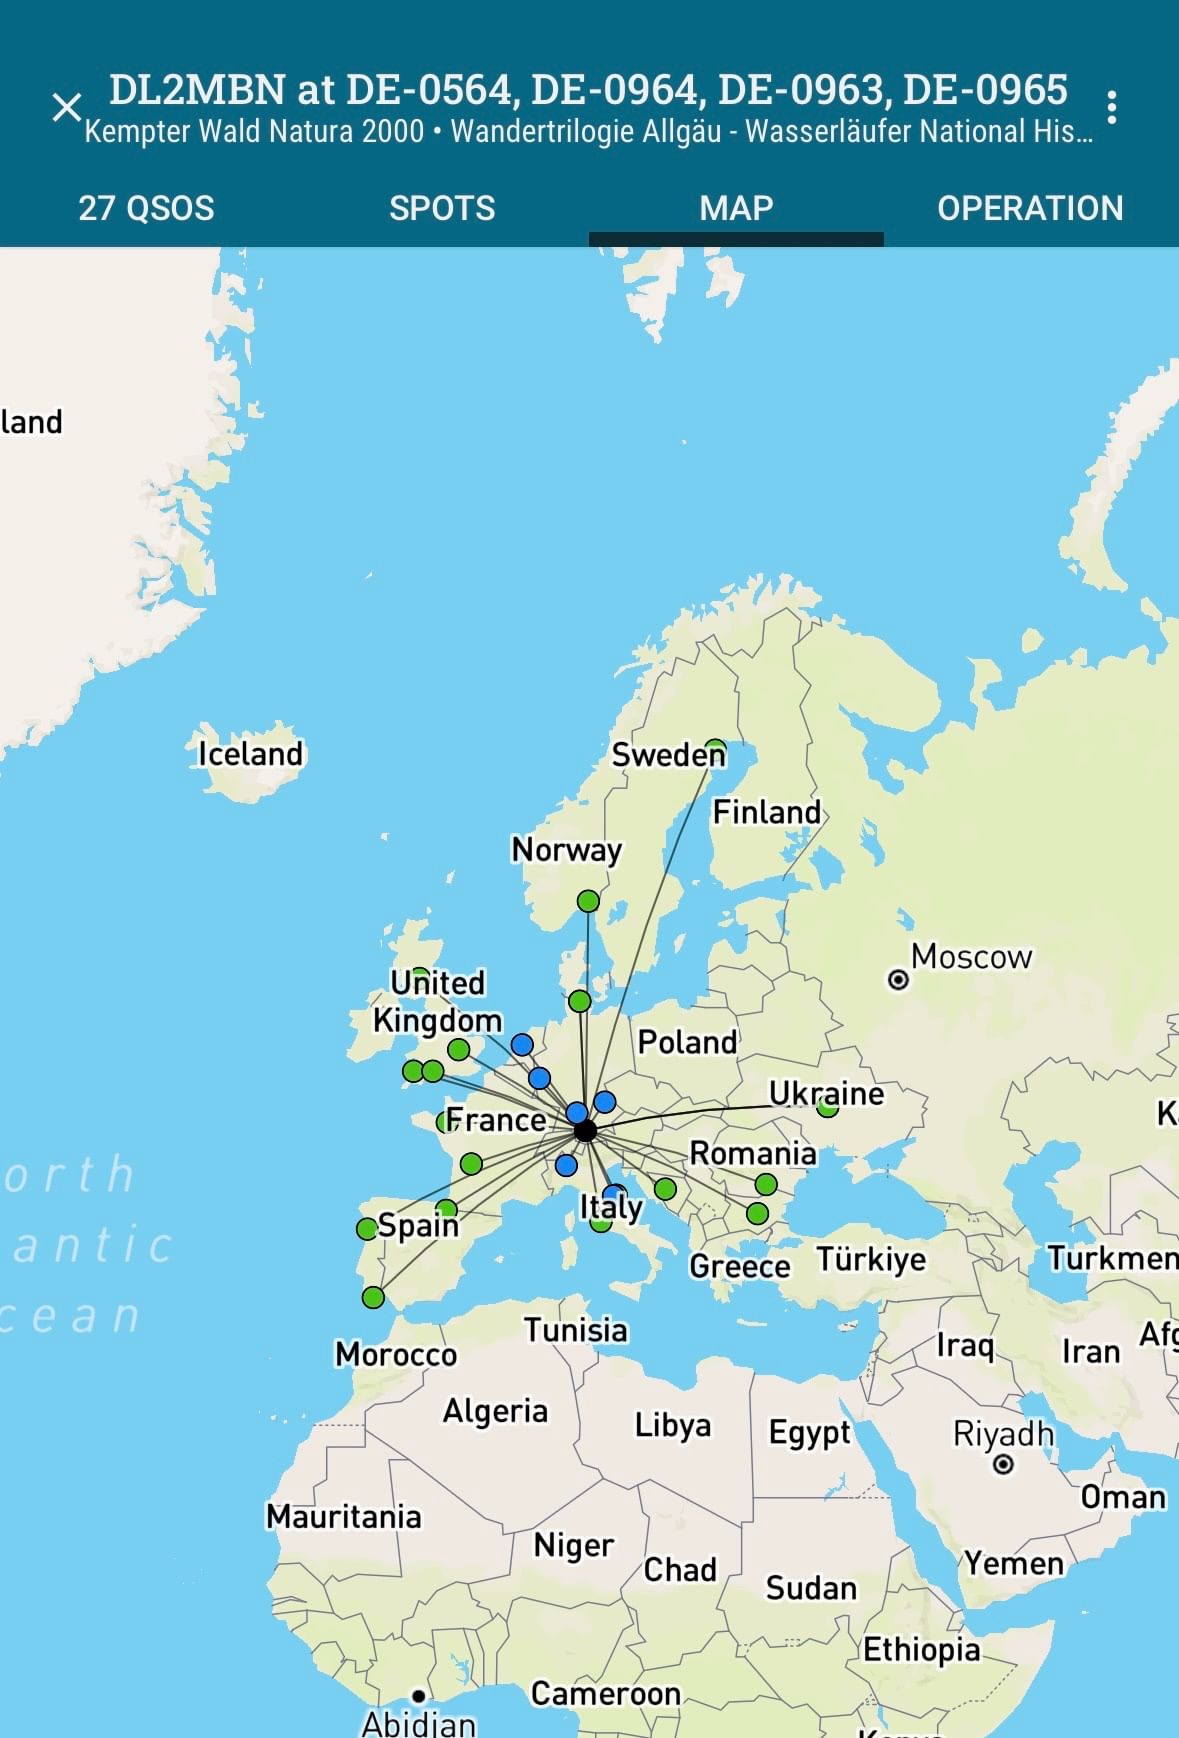 DL2MBN at DE-0564, DE-0964, DE-0963, DE-0965
Kempter Wald Natura 2000 • Wandertrilogie Allgäu - Wasserläufer National His...
27 QSOS
SPOTS
MAP
OPERATION
land
Iceland
Sweden
Finland
Norway
Moscow
United
Kingdom
Poland
Ukraine
France
K
Romania
orth
antic
cean
Italy
Spain
Greece
Türkiye
Turkmen
Tunisia
Morocco
Iraq
Iran
Afg
Algeria
Libya
Egypt
Riyadh
Oman
Mauritania
Niger
Chad
Yemen
Sudan
Ethiopia
Cameroon
Abidjan